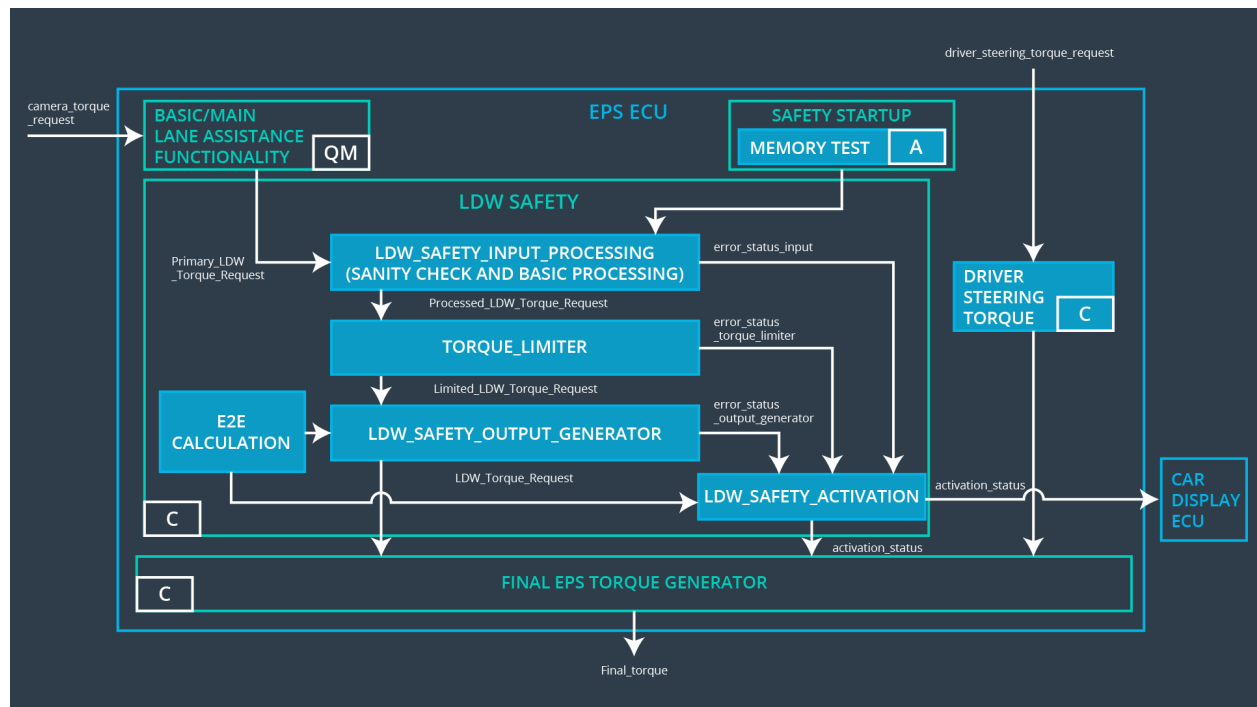 driver_steering_torque_request
camera_torque
_request
BASIC/MAIN
LANE ASSISTANCE
FUNCTIONALITY
QM
EPS ECU
SAFETY STARTUP
MEMORY TEST
A
LDW SAFETY
Primary_LDW
_Torque_Request
LDW_SAFETY_INPUT_PROCESSING
(SANITY CHECK AND BASIC PROCESSING)
error_status_input
DRIVER
STEERING
TORQUE
C
Processed_LDW_Torque_Request
TORQUE_LIMITER
error_status
_torque_limiter
Limited_LDW_Torque_Request
E2E
CALCULATION
LDW_SAFETY_OUTPUT_GENERATOR
error_status
_output_generator
LDW_Torque_Request
LDW_SAFETY_ACTIVATION
activation_status
CAR
DISPLAY
ECU
C
activation_status
FINAL EPS TORQUE GENERATOR
C
Final_torque